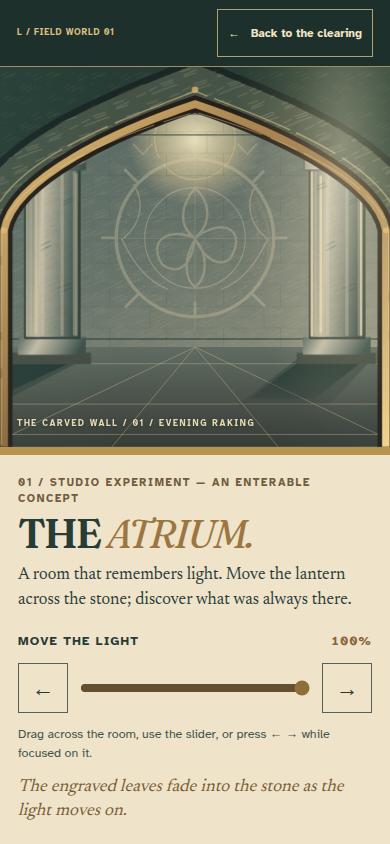 L / FIELD WORLD 01
← Back to the clearing
THE CARVED WALL / 01 / EVENING RAKING
01 / STUDIO EXPERIMENT — AN ENTERABLE
CONCEPT
THE ATRIUM.
A room that remembers light. Move the lantern
across the stone; discover what was always there.
MOVE THE LIGHT 100%
← →
Drag across the room, use the slider, or press ← → while
focused on it.
The engraved leaves fade into the stone as the
light moves on.